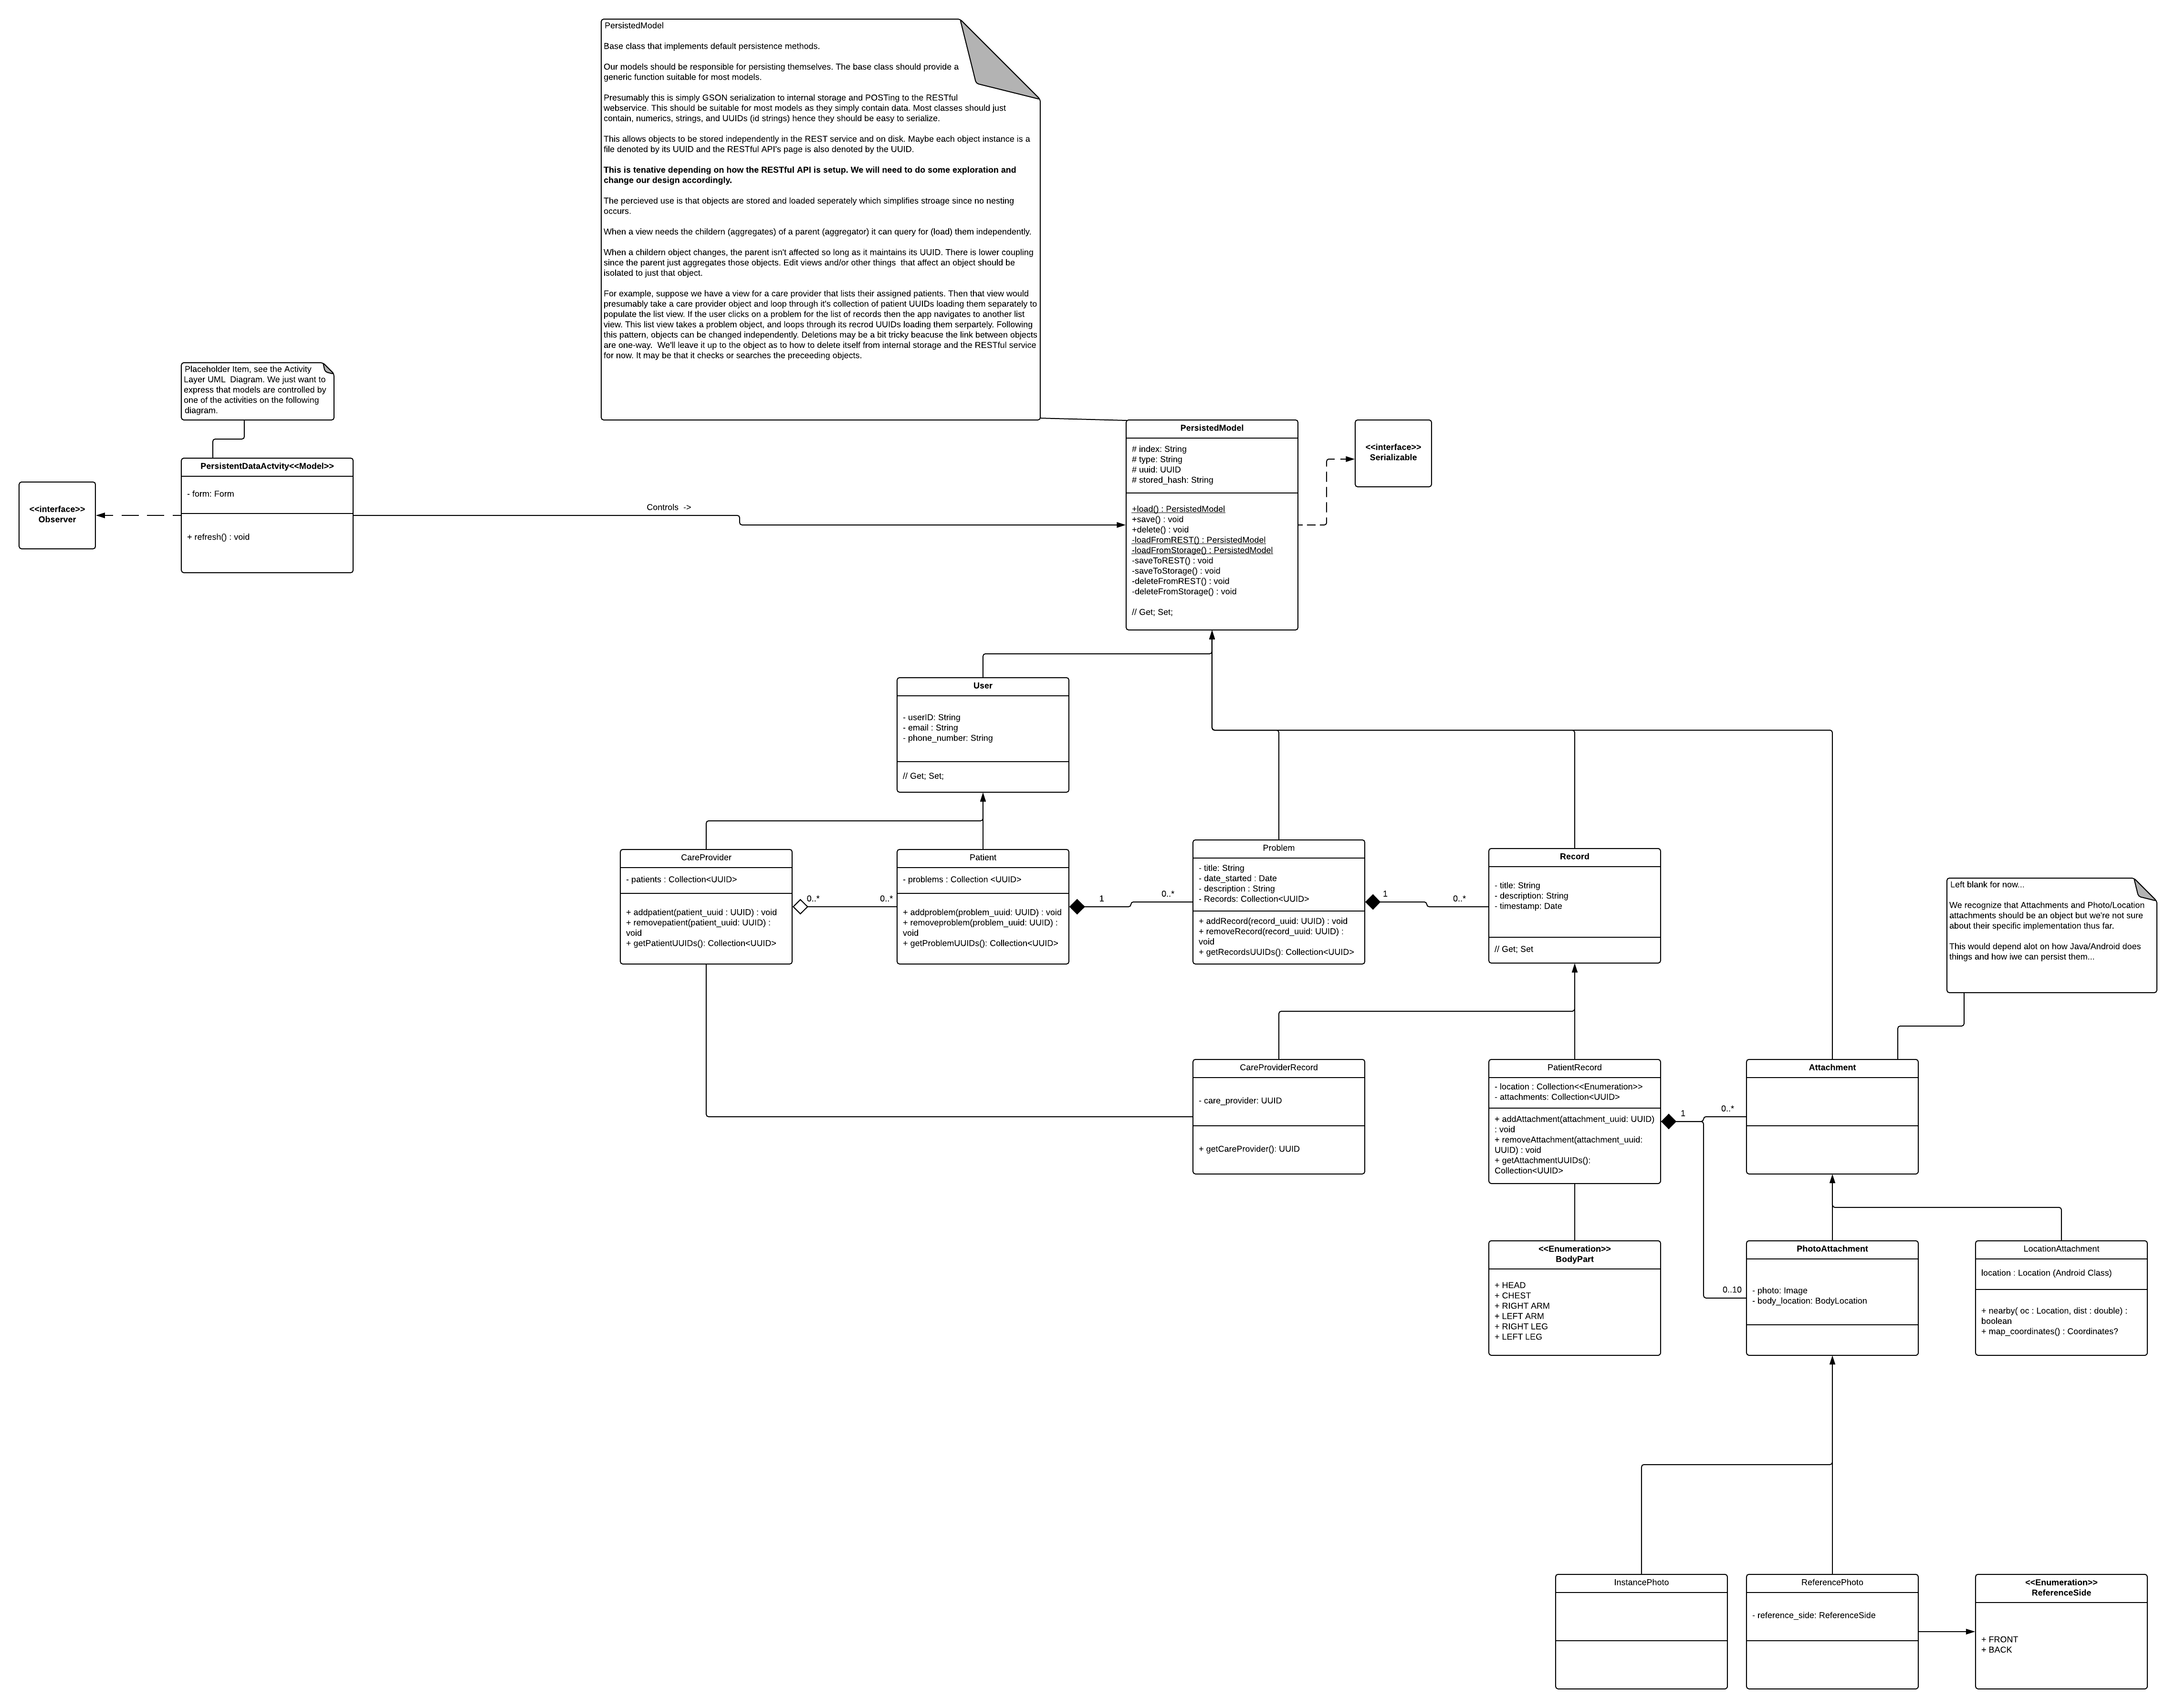 PersistedModel
Base class that implements default persistence methods.
Our models should be responsible for persisting themselves. The base class should provide a
generic function suitable for most models.
Presumably this is simply GSON serialization to internal storage and POSTing to the RESTful
webservice. This should be suitable for most models as they simply contain data. Most classes should just
contain, numerics, strings, and UUIDs (id strings) hence they should be easy to serialize.
This allows objects to be stored independently in the REST service and on disk. Maybe each object instance is a
file denoted by its UUID and the RESTful API's page is also denoted by the UUID.
This is tenative depending on how the RESTful API is setup. We will need to do some exploration and
change our design accordingly.
The percieved use is that objects are stored and loaded seperately which simplifies stroage since no nesting
occurs.
When a view needs the childern (aggregates) of a parent (aggregator) it can query for (load) them independently.
When a childern object changes, the parent isn't affected so long as it maintains its UUID. There is lower coupling
since the parent just aggregates those objects. Edit views and/or other things  that affect an object should be
isolated to just that object.
For example, suppose we have a view for a care provider that lists their assigned patients. Then that view would
presumably take a care provider object and loop through it's collection of patient UUIDs loading them separately to
populate the list view. If the user clicks on a problem for the list of records then the app navigates to another list
view. This list view takes a problem object, and loops through its recrod UUIDs loading them serpartely. Following
this pattern, objects can be changed independently. Deletions may be a bit tricky beacuse the link between objects
are one-way.  We'll leave it up to the object as to how to delete itself from internal storage and the RESTful service
for now. It may be that it checks or searches the preceeding objects.
Placeholder Item, see the Activity
Layer UML  Diagram. We just want to
express that models are controlled by
one of the activities on the following
diagram.
<<interface>>
Observer
PersistentDataActvity<<Model>>
- form: Form
+ refresh() : void
Controls  ->
PersistedModel
# index: String
# type: String
# uuid: UUID
# stored_hash: String
+load() : PersistedModel
+save() : void
+delete() : void
-loadFromREST() : PersistedModel
-loadFromStorage() : PersistedModel
-saveToREST() : void
-saveToStorage() : void
-deleteFromREST() : void
-deleteFromStorage() : void
// Get; Set;
<<interface>>
Serializable
User
- userID: String
- email : String
- phone_number: String
// Get; Set;
CareProvider
- patients : Collection<UUID>
+ addpatient(patient_uuid : UUID) : void
+ removepatient(patient_uuid: UUID) :
void
+ getPatientUUIDs(): Collection<UUID>
0..*
0..*
Patient
- problems : Collection <UUID>
+ addproblem(problem_uuid: UUID) : void
+ removeproblem(problem_uuid: UUID) :
void
+ getProblemUUIDs(): Collection<UUID>
1
0..*
Problem
- title: String
- date_started : Date
- description : String
- Records: Collection<UUID>
+ addRecord(record_uuid: UUID) : void
+ removeRecord(record_uuid: UUID) :
void
+ getRecordsUUIDs(): Collection<UUID>
1
0..*
Record
- title: String
- description: String
- timestamp: Date
// Get; Set
Left blank for now...
We recognize that Attachments and Photo/Location
attachments should be an object but we're not sure
about their specific implementation thus far.
This would depend alot on how Java/Android does
things and how iwe can persist them...
CareProviderRecord
- care_provider: UUID
+ getCareProvider(): UUID
PatientRecord
- location : Collection<<Enumeration>>
- attachments: Collection<UUID>
+ addAttachment(attachment_uuid: UUID)
: void
+ removeAttachment(attachment_uuid:
UUID) : void
+ getAttachmentUUIDs():
Collection<UUID>
1
0..*
0..10
Attachment
<<Enumeration>>
BodyPart
+ HEAD
+ CHEST
+ RIGHT ARM
+ LEFT ARM
+ RIGHT LEG
+ LEFT LEG
PhotoAttachment
- photo: Image
- body_location: BodyLocation
LocationAttachment
location : Location (Android Class)
+ nearby( oc : Location, dist : double) :
boolean
+ map_coordinates() : Coordinates?
InstancePhoto
ReferencePhoto
- reference_side: ReferenceSide
<<Enumeration>>
ReferenceSide
+ FRONT
+ BACK